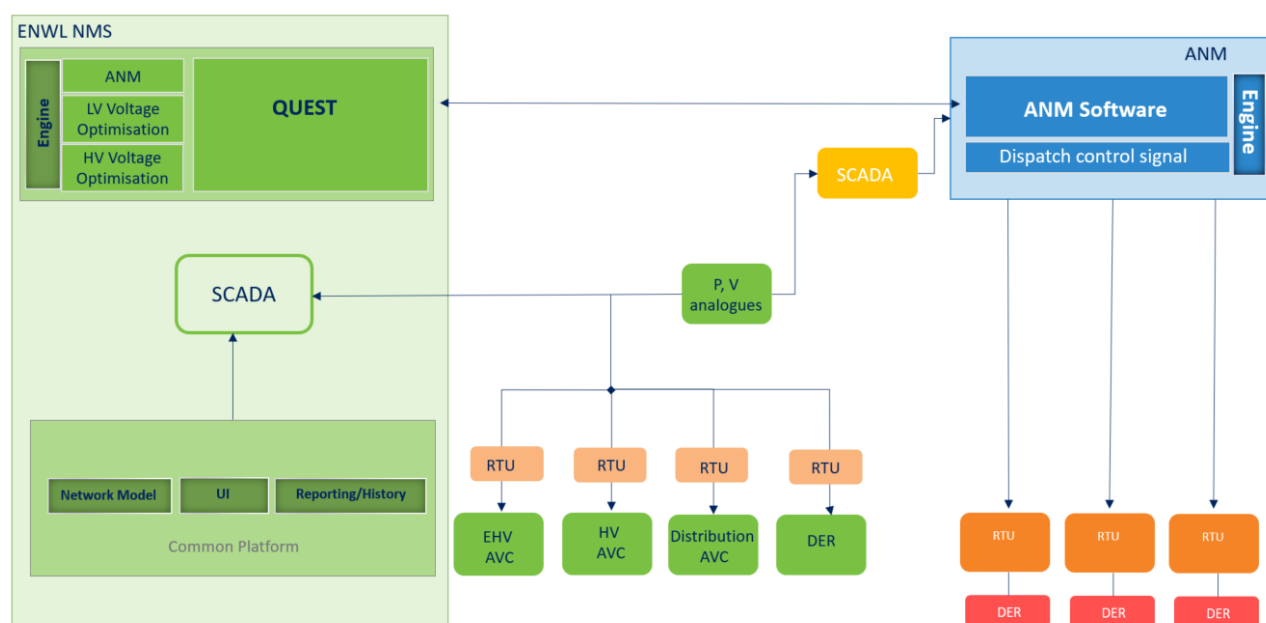 ENWL NMS
Engine
ANM
LV Voltage
Optimisation
HV Voltage
Optimisation
QUEST
ANM
ANM Software
Dispatch control signal
Engine
SCADA
SCADA
P, V
analogues
RTU
RTU
RTU
RTU
EHV
AVC
HV
AVC
Distribution
AVC
DER
Network Model
UI
Reporting/History
Common Platform
RTU
RTU
RTU
DER
DER
DER